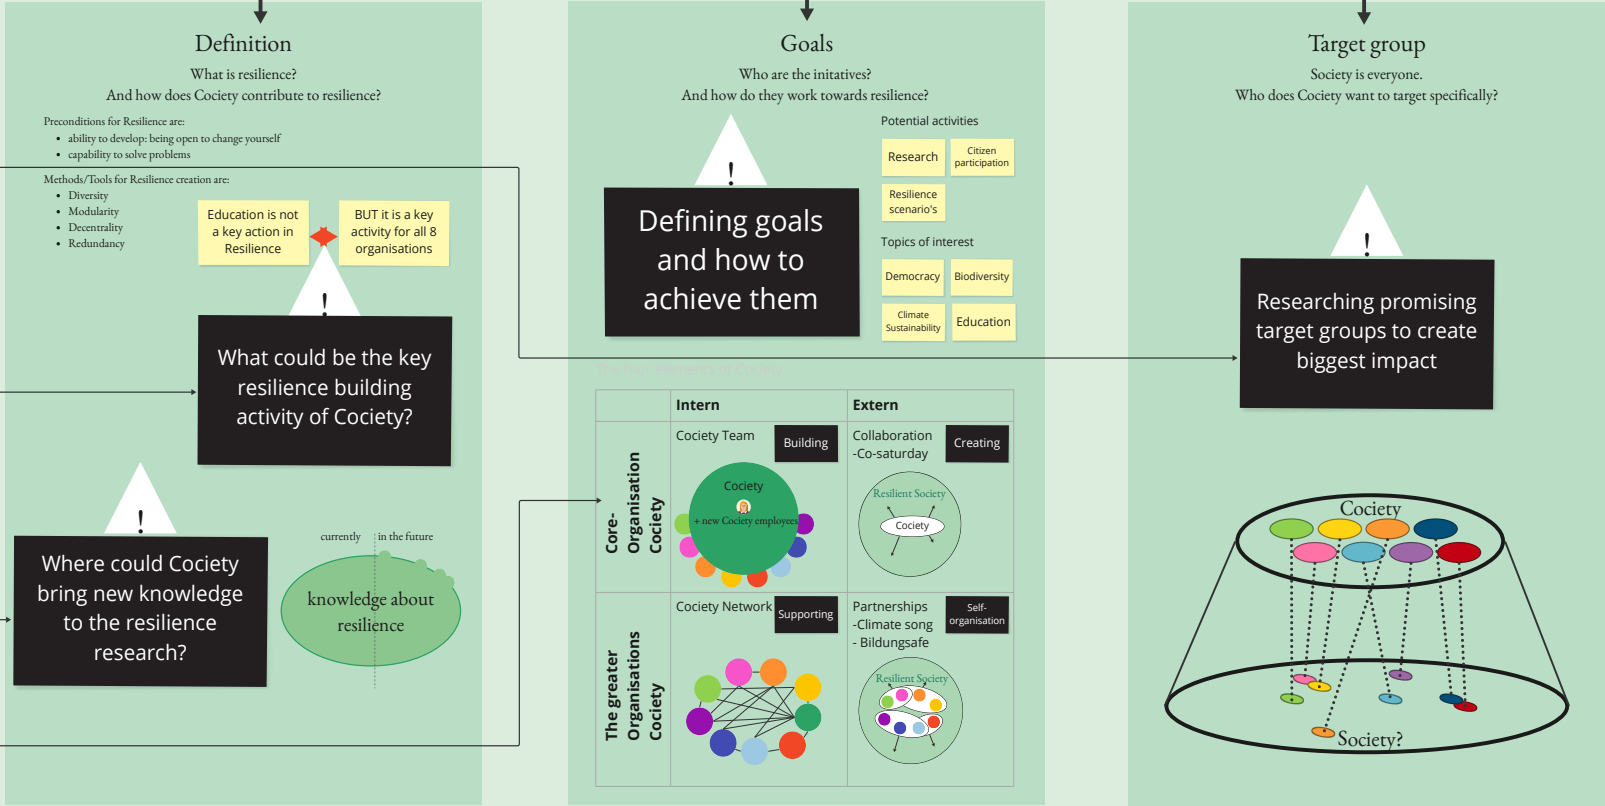 Definition
What is resilience?
And how does Cociety contribute to resilience?
Preconditions for Resilience are:
• ability to develop: being open to change yourself
• capability to solve problems
Methods/Tools for Resilience creation are:
• Diversity
• Modularity
• Decentrality
• Redundancy
Education is not
a key action in
Resilience
BUT it is a key
activity for all 8
organisations
!
What could be the key
resilience building
activity of Cociety?
!
Where could Cociety
bring new knowledge
to the resilience
research?
currently
in the future
knowledge about
resilience
Goals
Who are the initatives?
And how do they work towards resilience?
!
Defining goals
and how to
achieve them
Potential activities
Research
Citizen
participation
Resilience
scenario's
Topics of interest
Democracy
Biodiversity
Climate
Sustainability
Education
The four elements of Cociety
Intern
Extern
Core-
Organisation
Cociety
Cociety Team
Building
Cociety
+ new Cociety employees
Collaboration
-Co-saturday
Creating
Resilient Society
Cociety
The greater
Organisations
Cociety
Cociety Network
Supporting
Partnerships
-Climate song
- Bildungsafe
Self-
organisation
Resilient Society
Target group
Society is everyone.
Who does Cociety want to target specifically?
!
Researching promising
target groups to create
biggest impact
Cociety
Society?